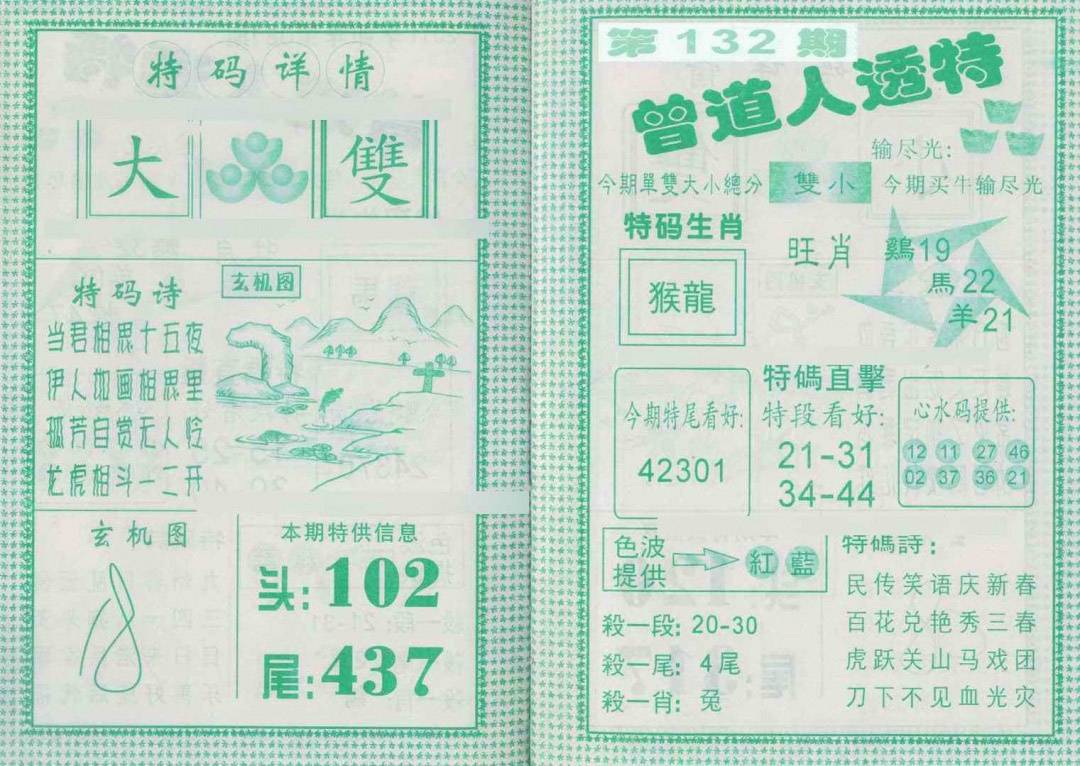 特码详情
大 雙
特码诗
当君相思十五夜
伊人如画相思里
孤芳自赏无人怜
龙虎相斗一二开
玄机图
玄机图
本期特供信息
头:102
尾:437
第132期
曾道人透特
输尽光:
今期單雙大小總分 雙小 今期买牛输尽光
特码生肖
猴龍
旺肖
鷄19
馬22
羊21
今期特尾看好:
42301
特碼直擊
特段看好:
21-31
34-44
心水码提供:
12 11 27 46
02 37 36 21
色波
提供
紅 藍
殺一段: 20-30
殺一尾: 4尾
殺一肖: 兔
特碼詩:
民传笑语庆新春
百花兑艳秀三春
虎跃关山马戏团
刀下不见血光灾